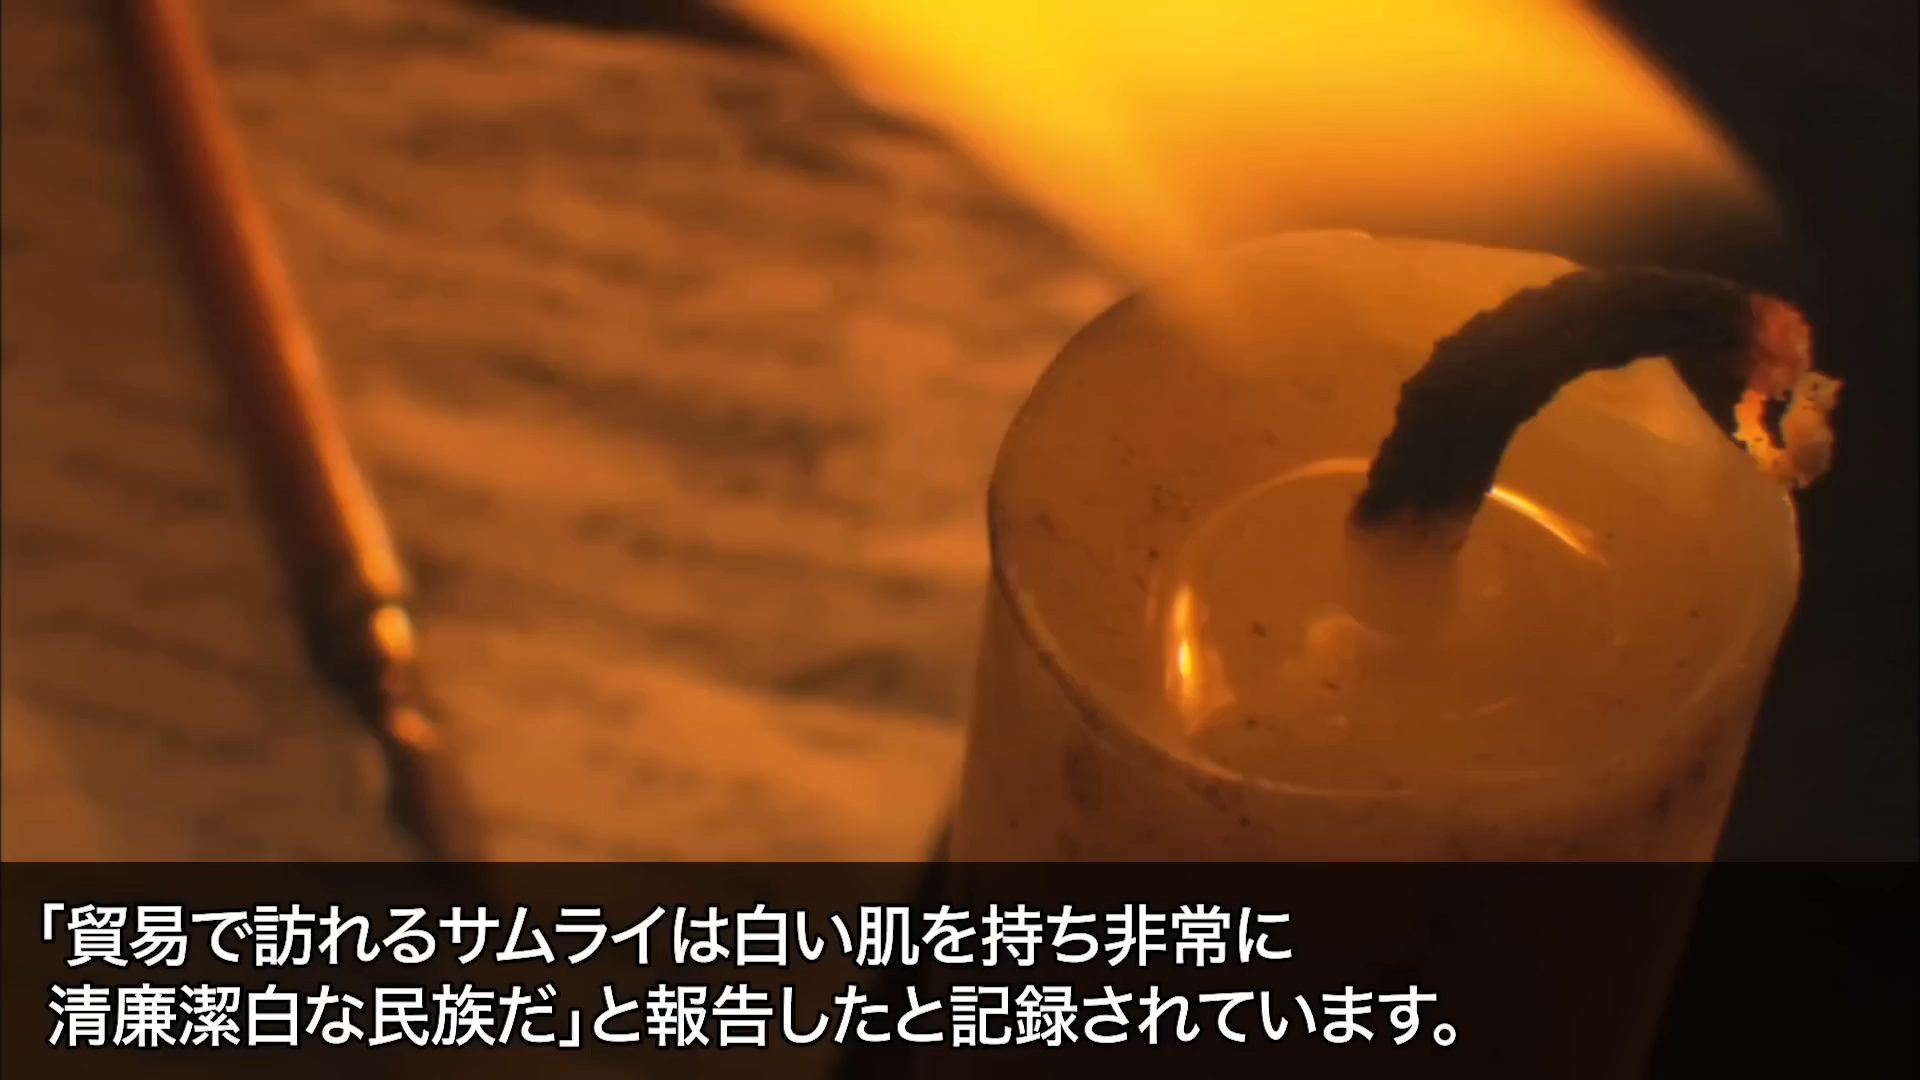 「貿易で訪れるサムライは白い肌を持ち非常に
清廉潔白な民族だ」と報告したと記録されています。